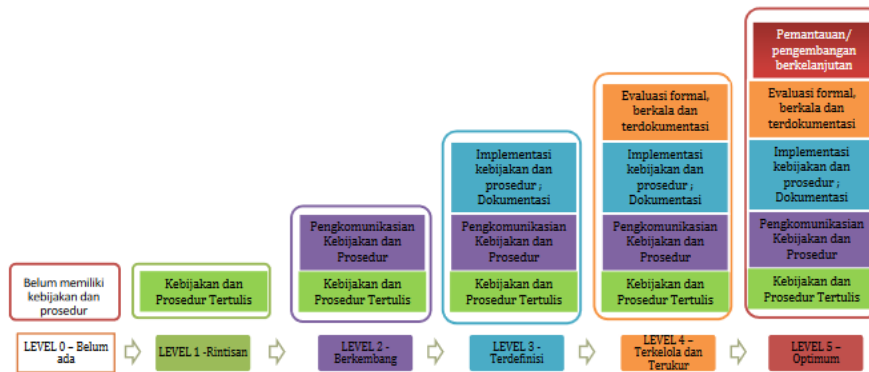 Belum memiliki
kebijakan dan
prosedur
LEVEL 0 – Belum
ada
Kebijakan dan
Prosedur Tertulis
LEVEL 1 -Rintisan
Pengkomunikasian
Kebijakan dan
Prosedur
Kebijakan dan
Prosedur Tertulis
LEVEL 2 -
Berkembang
Implementasi
kebijakan dan
prosedur ;
Dokumentasi
Pengkomunikasian
Kebijakan dan
Prosedur
Kebijakan dan
Prosedur Tertulis
LEVEL 3 -
Terdefinisi
Evaluasi formal,
berkala dan
terdokumentasi
Implementasi
kebijakan dan
prosedur ;
Dokumentasi
Pengkomunikasian
Kebijakan dan
Prosedur
Kebijakan dan
Prosedur Tertulis
LEVEL 4 –
Terkelola dan
Terukur
Pemantauan/
pengembangan
berkelanjutan
Evaluasi formal,
berkala dan
terdokumentasi
Implementasi
kebijakan dan
prosedur ;
Dokumentasi
Pengkomunikasian
Kebijakan dan
Prosedur
Kebijakan dan
Prosedur Tertulis
LEVEL 5 –
Optimum